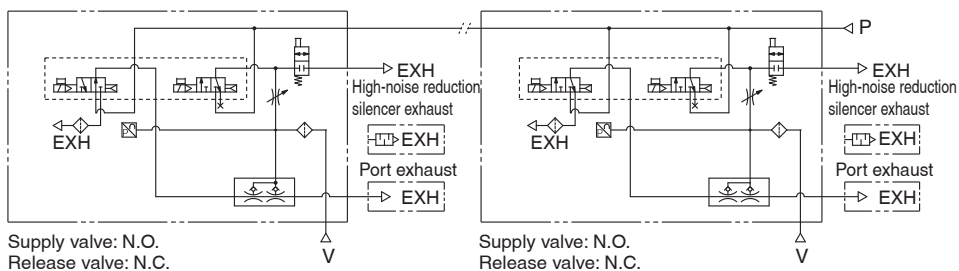 P
EXH
High-noise reduction
silencer exhaust
EXH
EXH
Port exhaust
EXH
Supply valve: N.O.
Release valve: N.C.
V
EXH
High-noise reduction
silencer exhaust
EXH
EXH
Port exhaust
EXH
Supply valve: N.O.
Release valve: N.C.
V